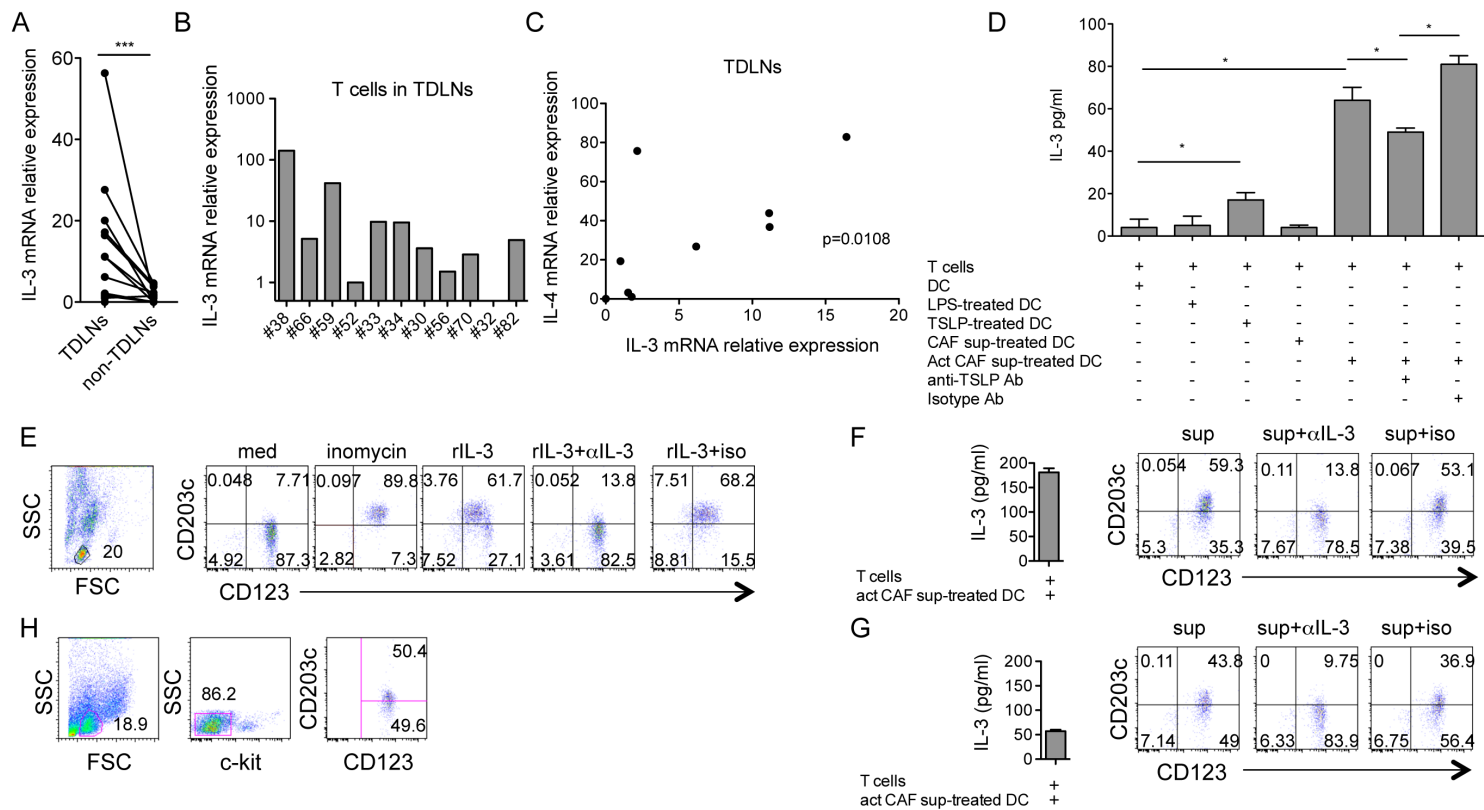 A
***
IL-3 mRNA relative expression
60
40
20
0
TDLNs
non-TDLNs
B
T cells in TDLNs
IL-3 mRNA relative expression
1000
100
10
1
#38 #66 #59 #52 #33 #34 #30 #56 #70 #32 #82
C
TDLNs
IL-4 mRNA relative expression
100
80
60
40
20
0
p=0.0108
0 5 10 15 20
IL-3 mRNA relative expression
D
IL-3 pg/ml
100
80
60
40
20
0
* * * *
T cells + + + + + + +
DC + - - - - - -
LPS-treated DC - + - - - - -
TSLP-treated DC - - + - - - -
CAF sup-treated DC - - - + - - -
Act CAF sup-treated DC - - - - + + +
anti-TSLP Ab - - - - - + -
Isotype Ab - - - - - - +
E
SSC
20
FSC
med inomycin rIL-3 rIL-3+αIL-3 rIL-3+iso
CD203c
0.048 7.71 0.097 89.8 3.76 61.7 0.052 13.8 7.51 68.2
4.92 87.3 2.82 7.3 7.52 27.1 3.61 82.5 8.81 15.5
CD123
F
IL-3 (pg/ml)
200
150
100
50
0
T cells +
act CAF sup-treated DC +
sup sup+αIL-3 sup+iso
CD203c
0.054 59.3 0.11 13.8 0.067 53.1
5.3 35.3 7.67 78.5 7.38 39.5
CD123
H
SSC
18.9
FSC
SSC
86.2
c-kit
CD203c
50.4
49.6
CD123
G
IL-3 (pg/ml)
200
150
100
50
0
T cells +
act CAF sup-treated DC +
sup sup+αIL-3 sup+iso
CD203c
0.11 43.8 0 9.75 0 36.9
7.14 49 6.33 83.9 6.75 56.4
CD123